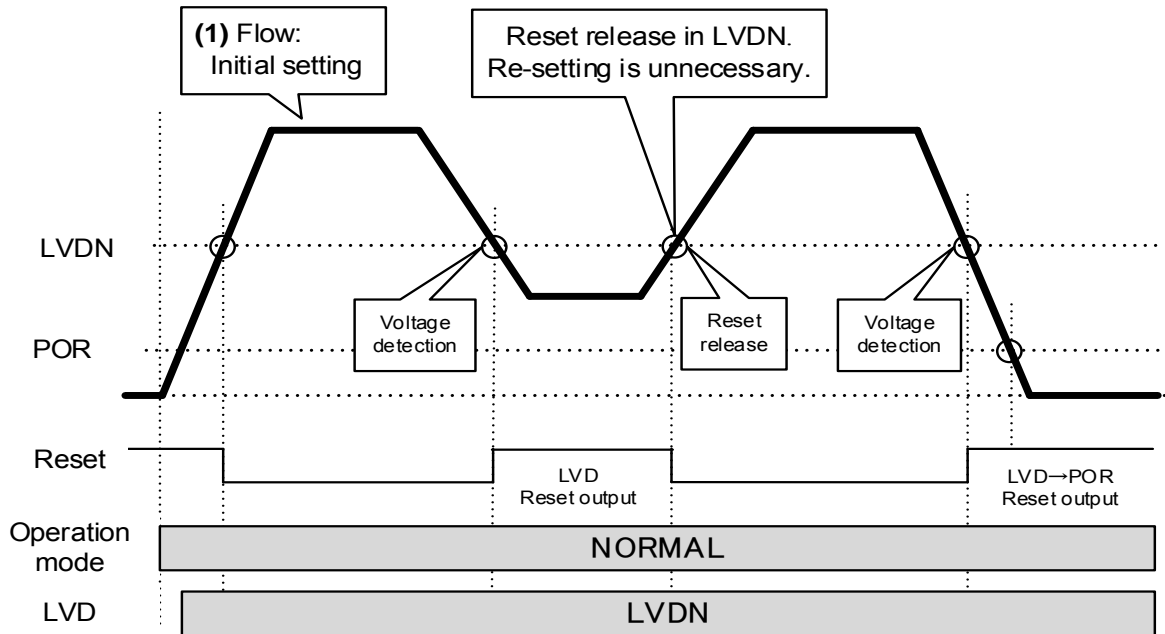 (1) Flow:
Initial setting
Reset release in LVDN.
Re-setting is unnecessary.
LVDN
Voltage
detection
Reset
release
Voltage
detection
POR
Reset
LVD
Reset output
LVD→POR
Reset output
Operation
mode
NORMAL
LVD
LVDN